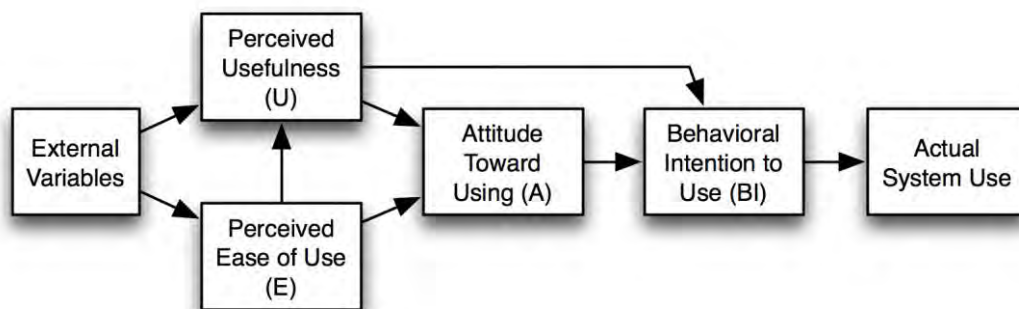 External
Variables
Perceived
Usefulness
(U)
Perceived
Ease of Use
(E)
Attitude
Toward
Using (A)
Behavioral
Intention to
Use (BI)
Actual
System Use